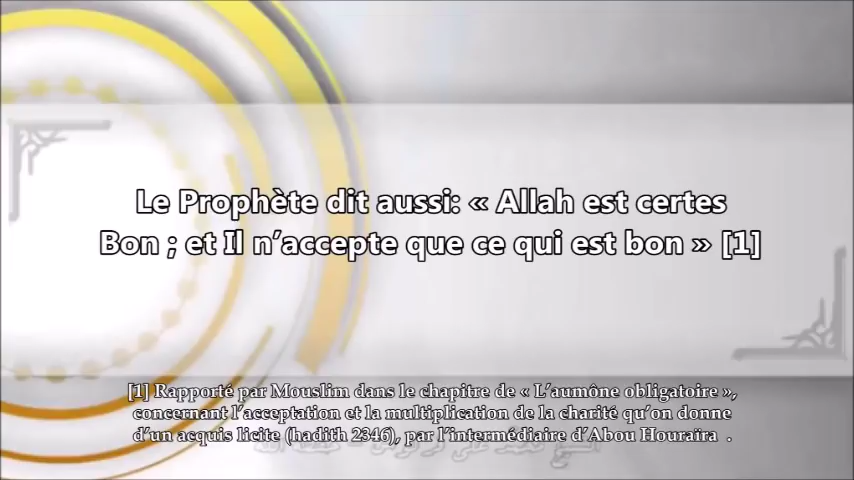 Le Prophète dit aussi: « Allah est certes
Bon ; et Il n’accepte que ce qui est bon » [1]
[1] Rapporté par Mouslim dans le chapitre de « L’aumône obligatoire »,
concernant l’acceptation et la multiplication de la charité qu’on donne
d’un acquis licite (hadith 2346), par l’intermédiaire d’Abou Houraïra .